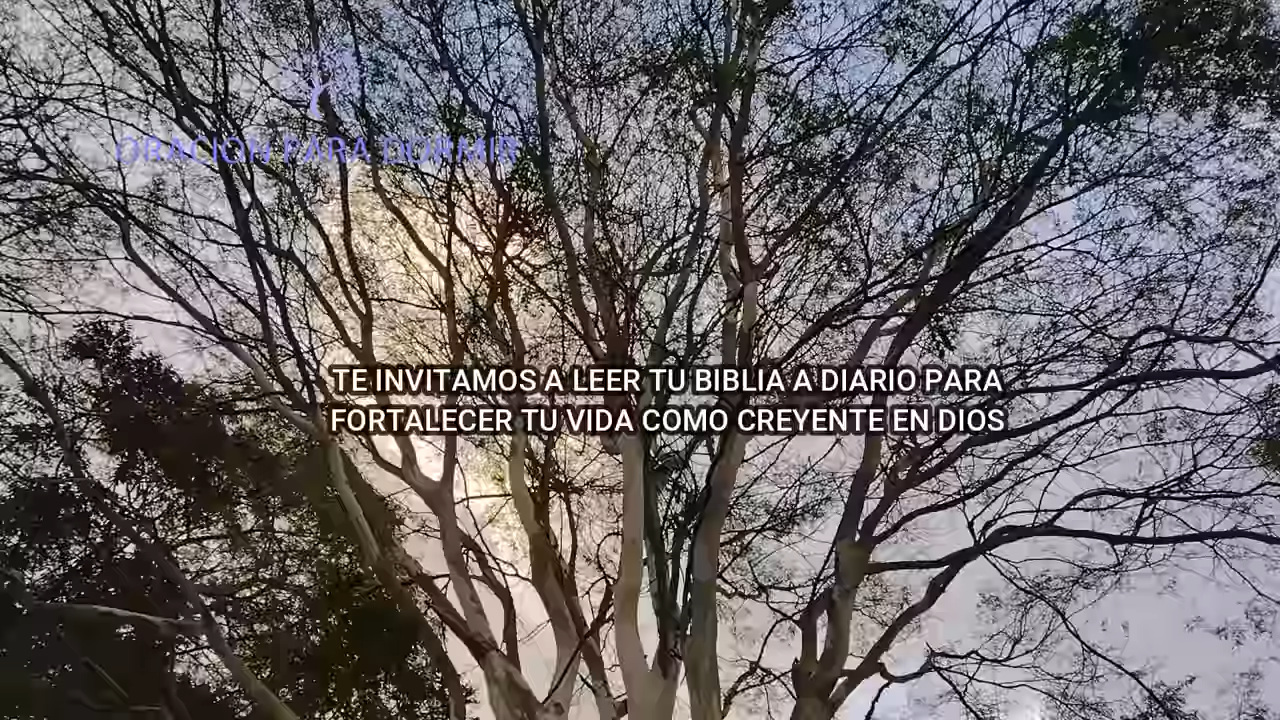 ORACION PARA DORMIR
TE INVITAMOS A LEER TU BIBLIA A DIARIO PARA
FORTALECER TU VIDA COMO CREYENTE EN DIOS